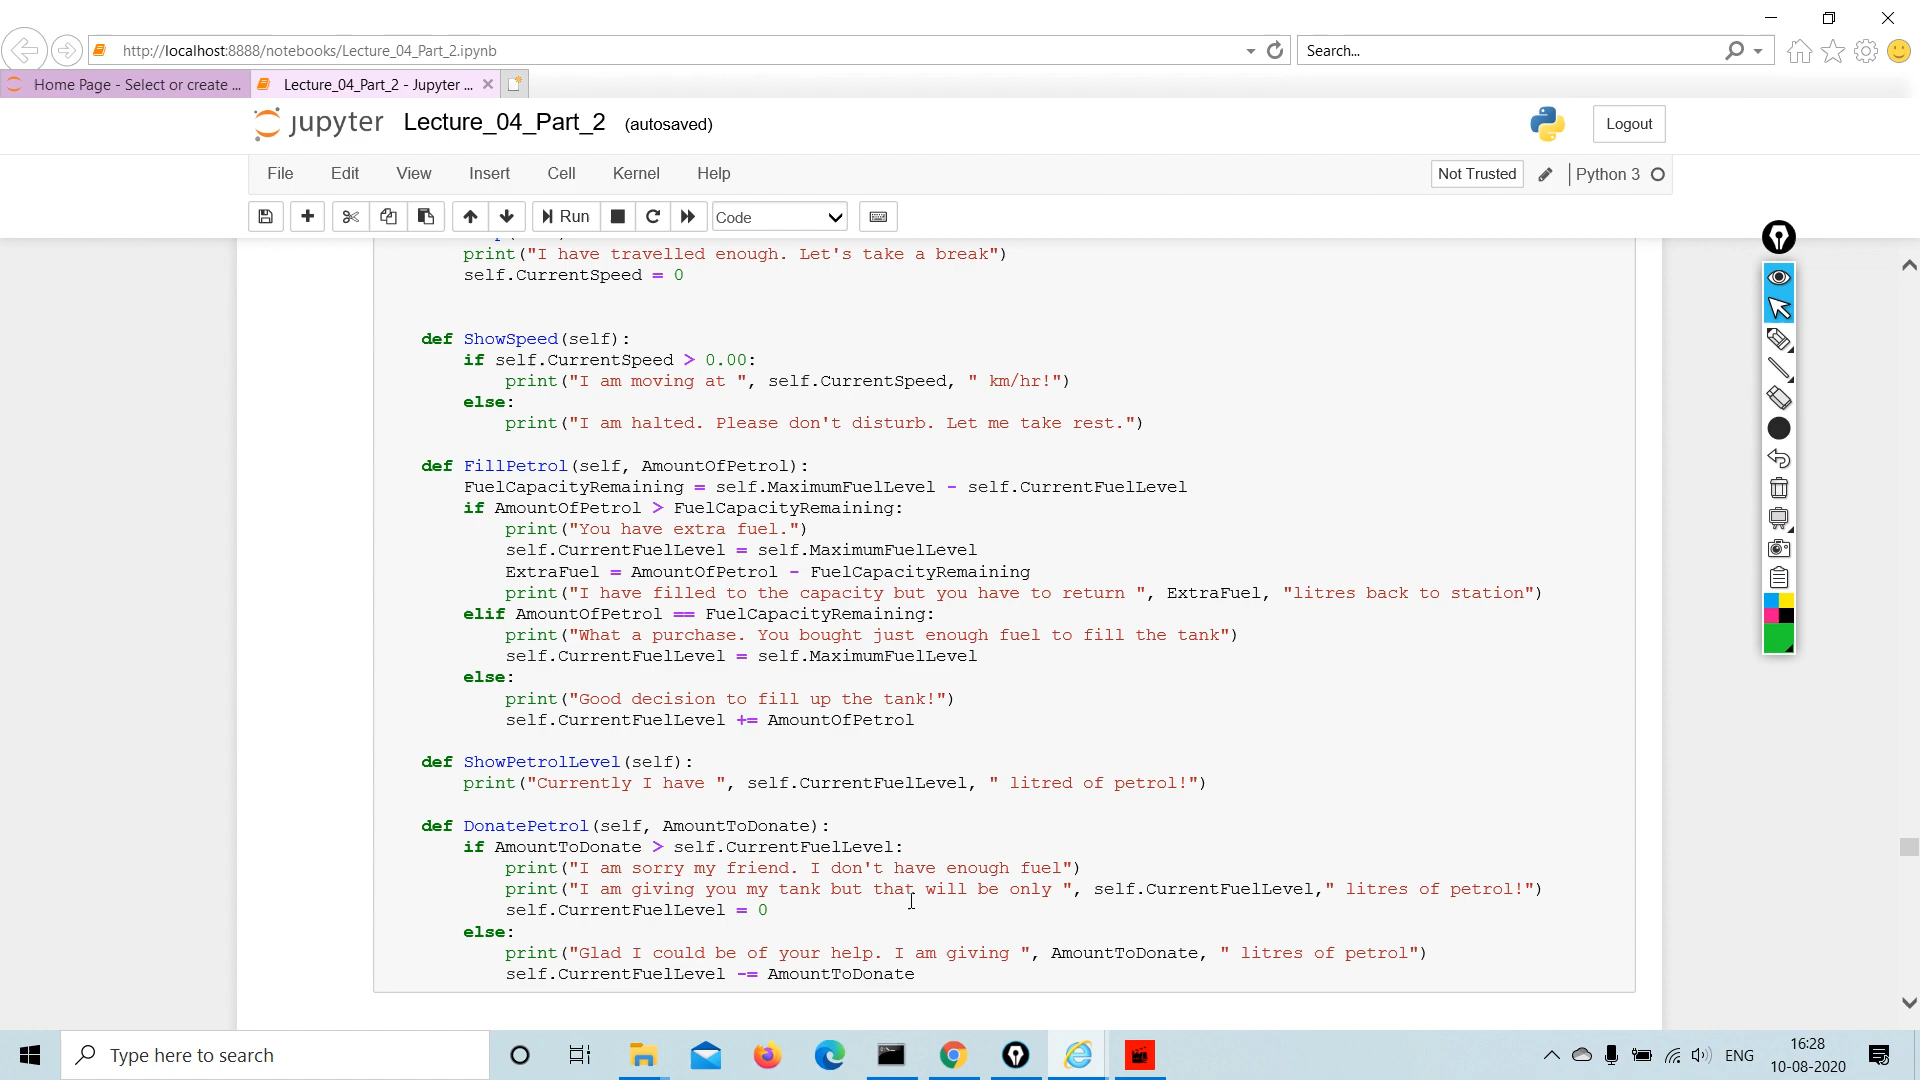 http://localhost:8888/notebooks/Lecture_04_Part_2.ipynb
Search...
Home Page - Select or create ...
Lecture_04_Part_2 - Jupyter ...
jupyter Lecture_04_Part_2 (autosaved)
Logout
File Edit View Insert Cell Kernel Help
Not Trusted
Python 3
Run
Code
print("I have travelled enough. Let's take a break")
self.CurrentSpeed = 0
def ShowSpeed(self):
if self.CurrentSpeed > 0.00:
print("I am moving at ", self.CurrentSpeed, " km/hr!")
else:
print("I am halted. Please don't disturb. Let me take rest.")
def FillPetrol(self, AmountOfPetrol):
FuelCapacityRemaining = self.MaximumFuelLevel - self.CurrentFuelLevel
if AmountOfPetrol > FuelCapacityRemaining:
print("You have extra fuel.")
self.CurrentFuelLevel = self.MaximumFuelLevel
ExtraFuel = AmountOfPetrol - FuelCapacityRemaining
print("I have filled to the capacity but you have to return ", ExtraFuel, "litres back to station")
elif AmountOfPetrol == FuelCapacityRemaining:
print("What a purchase. You bought just enough fuel to fill the tank")
self.CurrentFuelLevel = self.MaximumFuelLevel
else:
print("Good decision to fill up the tank!")
self.CurrentFuelLevel += AmountOfPetrol
def ShowPetrolLevel(self):
print("Currently I have ", self.CurrentFuelLevel, " litred of petrol!")
def DonatePetrol(self, AmountToDonate):
if AmountToDonate > self.CurrentFuelLevel:
print("I am sorry my friend. I don't have enough fuel")
print("I am giving you my tank but that will be only ", self.CurrentFuelLevel," litres of petrol!")
self.CurrentFuelLevel = 0
else:
print("Glad I could be of your help. I am giving ", AmountToDonate, " litres of petrol")
self.CurrentFuelLevel -= AmountToDonate
Type here to search
ENG
16:28
10-08-2020